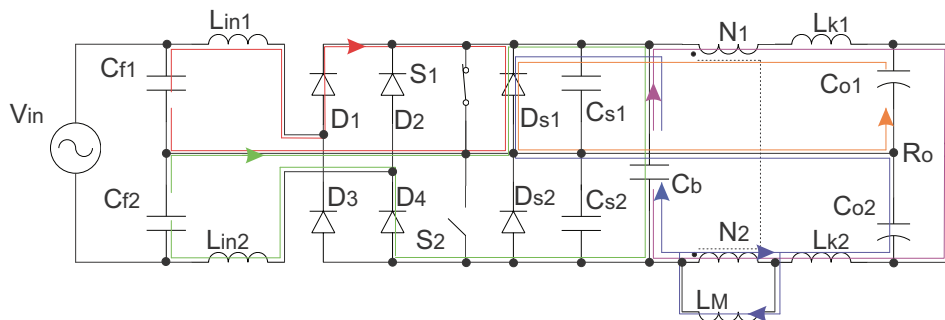 Lin1
N1
Lk1
Cf1
S1
Co1
Vin
D1
D2
Ds1
Cs1
Ro
Cf2
D3
D4
Ds2
Cs2
Cb
Co2
Lin2
S2
N2
Lk2
LM